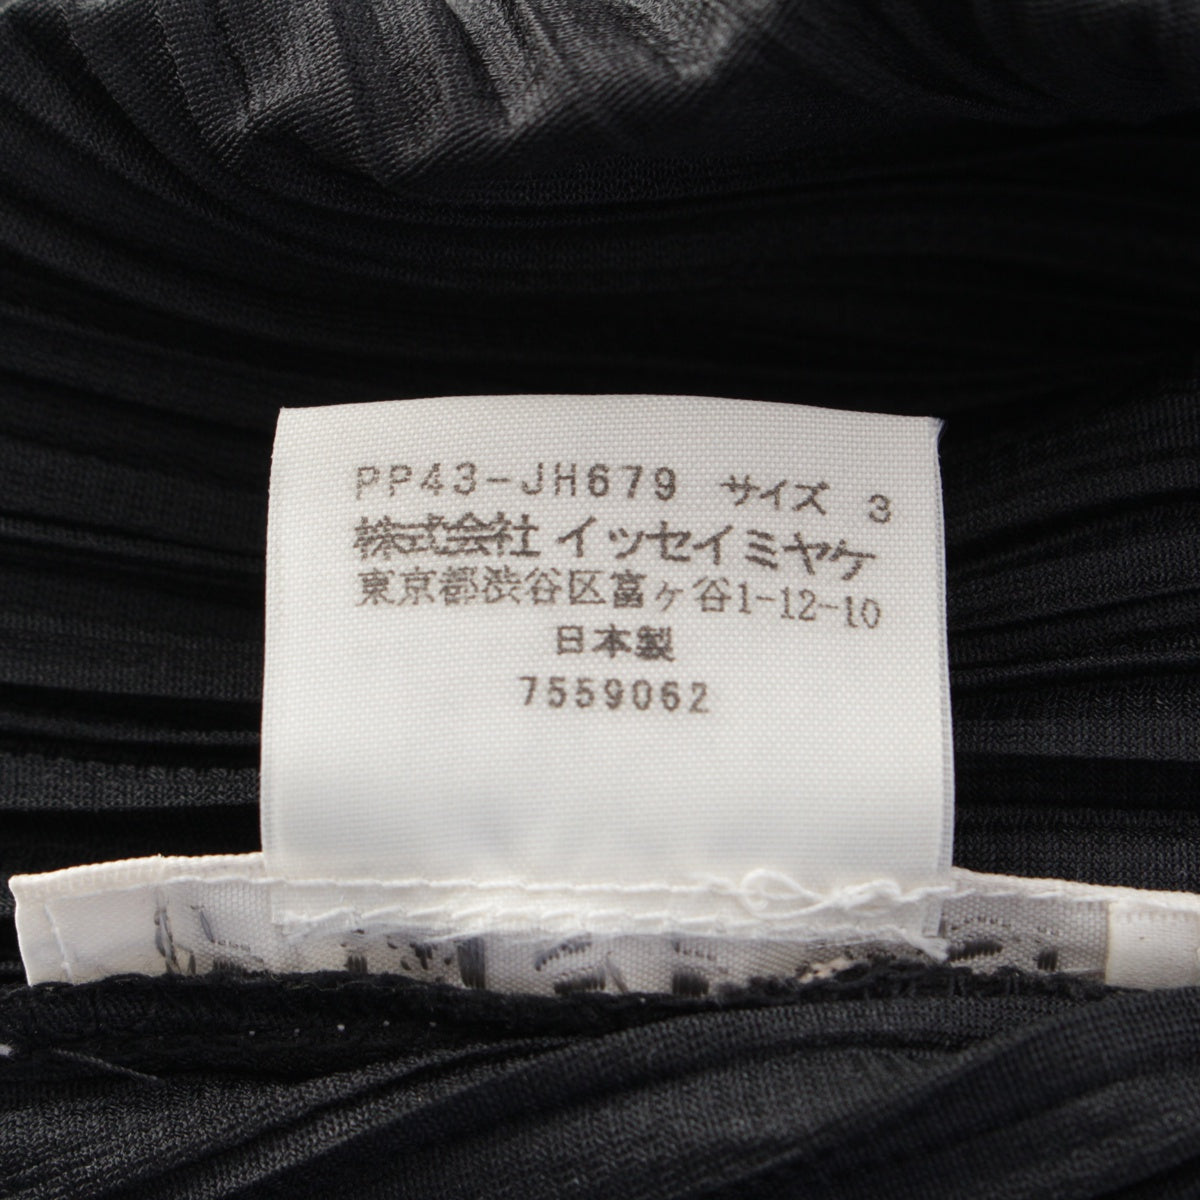 PP43-JH679 サイズ 3
株式会社 イッセイミヤケ
東京都渋谷区富ヶ谷1-12-10
日本製
7559062